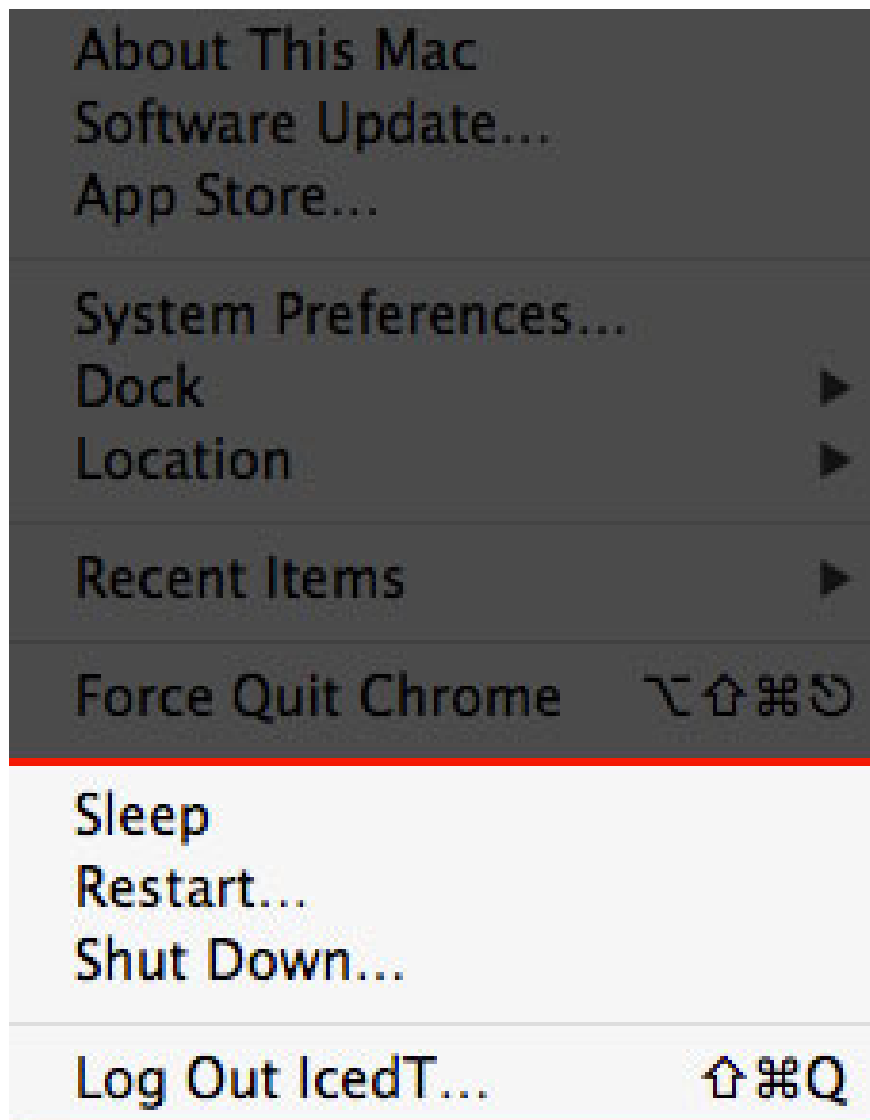 About This Mac
Software Update...
App Store...
System Preferences...
Dock ▶
Location ▶
Recent Items ▶
Force Quit Chrome ⌥⇧⌘⎋
Sleep
Restart...
Shut Down...
Log Out IcedT... ⇧⌘Q